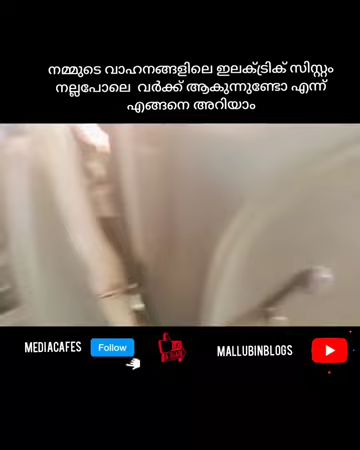 നമ്മുടെ വാഹനങ്ങളിലെ ഇലക്ട്രിക് സിസ്റ്റം
നല്ലപോലെ വർക്ക് ആകുന്നുണ്ടോ എന്ന്
എങ്ങനെ അറിയാം
MEDIACAFES Follow MALLUBINBLOGS